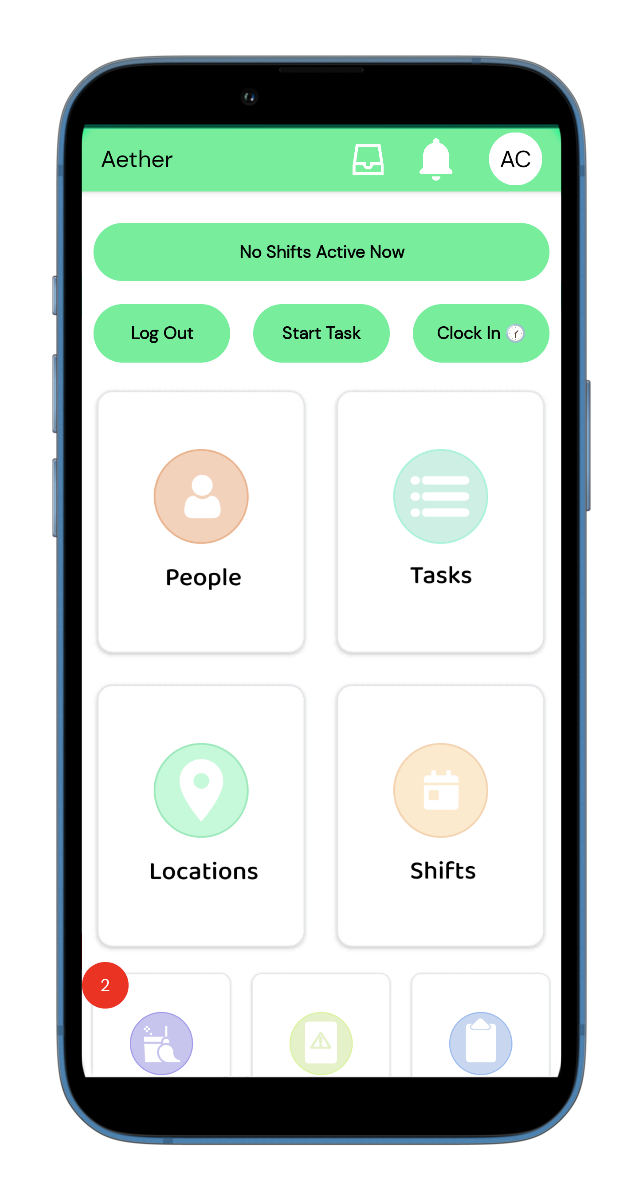 Aether
AC
No Shifts Active Now
Log Out
Start Task
Clock In
People
Tasks
Locations
Shifts
2